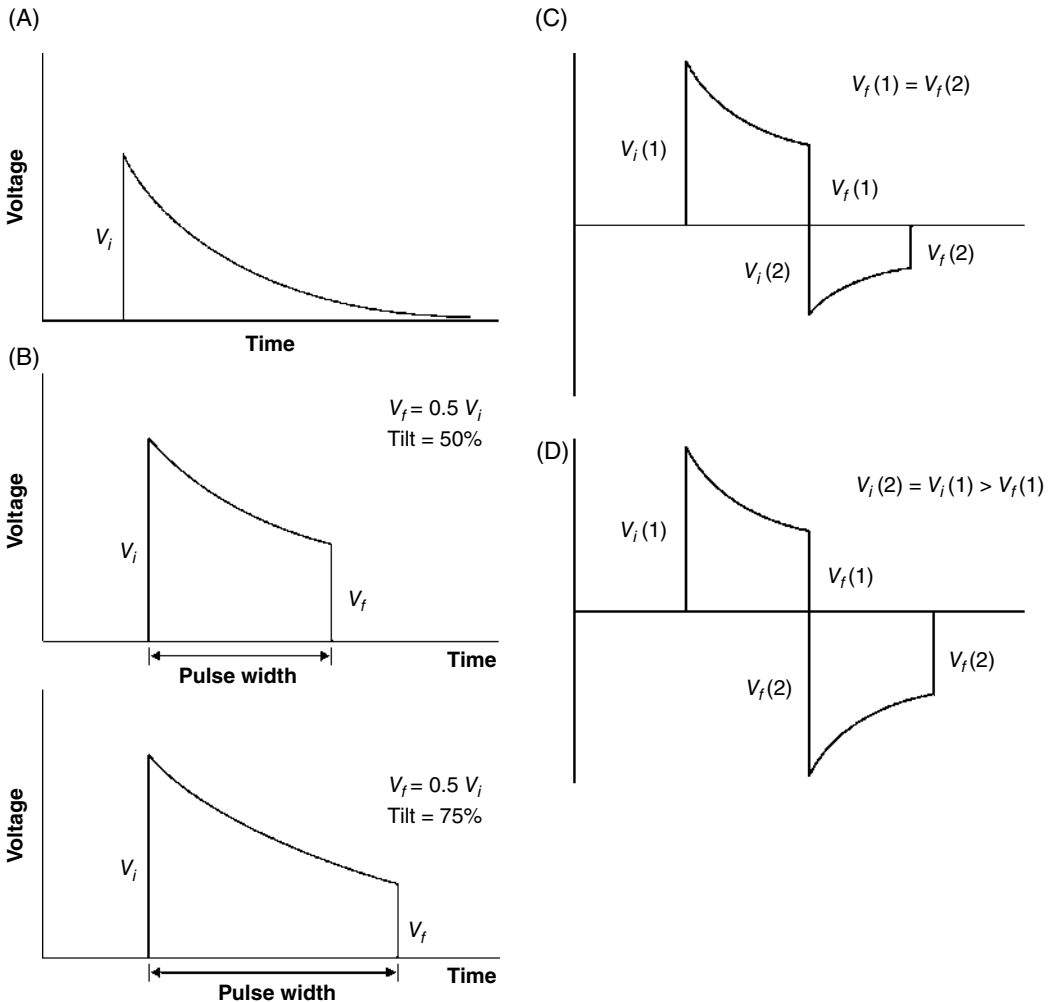 (A)
Voltage
V_i
Time
(B)
V_f = 0.5 V_i
Tilt = 50%
Voltage
V_i
V_f
Time
Pulse width
V_f = 0.5 V_i
Tilt = 75%
Voltage
V_i
V_f
Time
Pulse width
(C)
V_f (1) = V_f (2)
V_i (1)
V_f (1)
V_i (2)
V_f (2)
(D)
V_i (2) = V_i (1) > V_f (1)
V_i (1)
V_f (1)
V_f (2)
V_f (2)